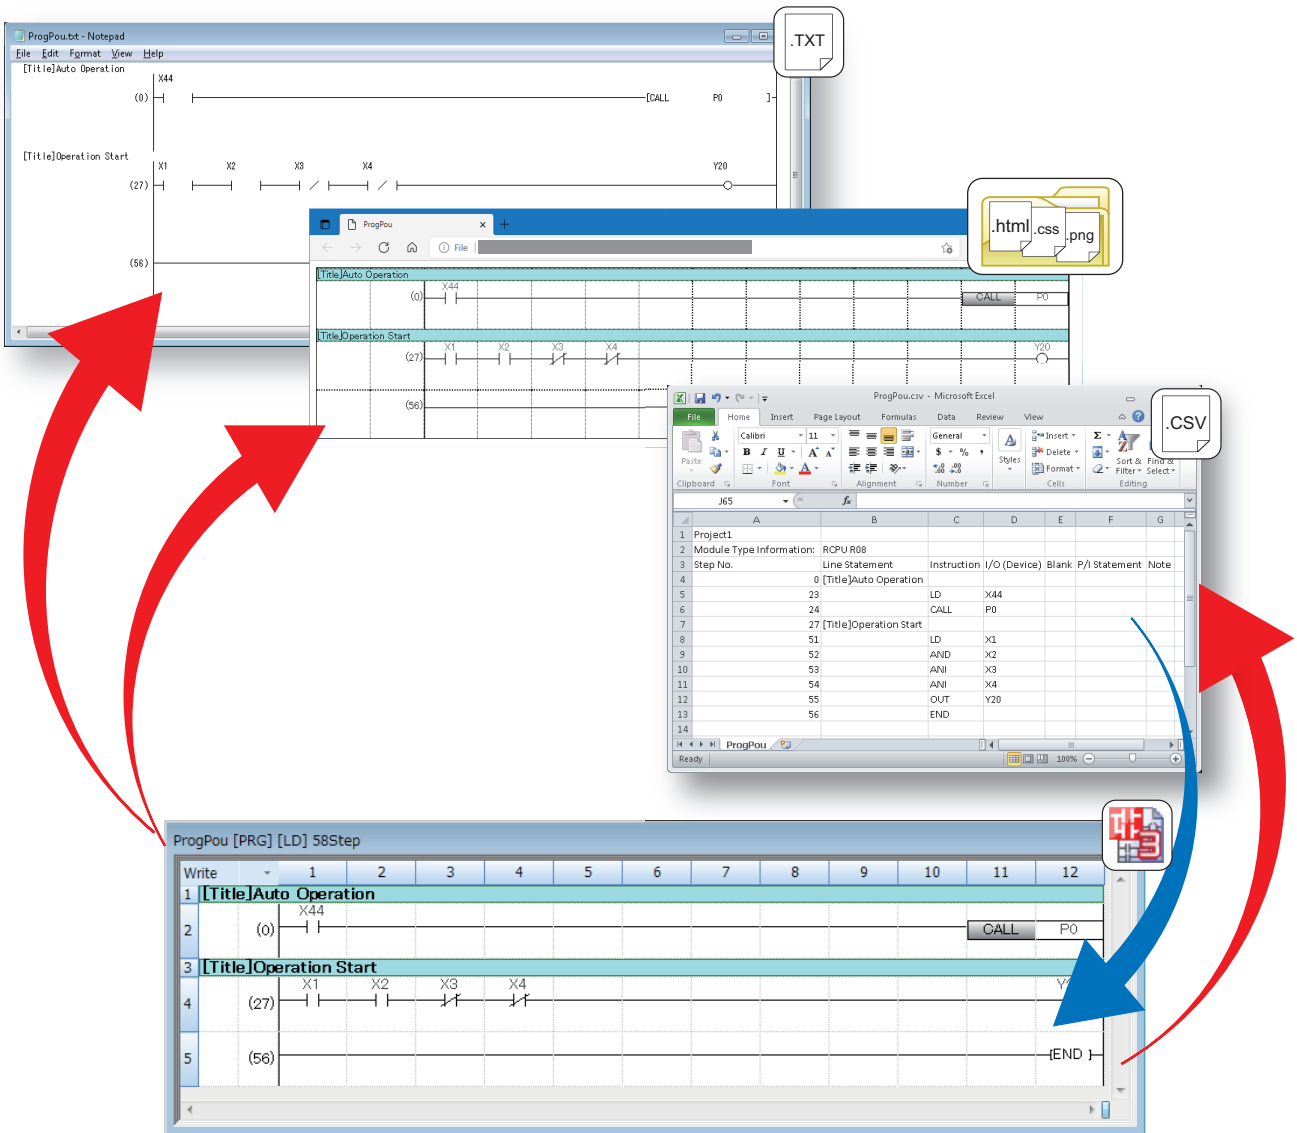 ProgPou.txt - Notepad
.TXT
File Edit Format View Help
[Title]Auto Operation
X44
(0) [CALL P0 ]
[Title]Operation Start
X1 X2 X3 X4 Y20
(27)
(56)
ProgPou
File
.html .css .png
[Title]Auto Operation
X44
(0) CALL P0
[Title]Operation Start
X1 X2 X3 X4 Y20
(27)
(56)
ProgPou.csv - Microsoft Excel
.CSV
File Home Insert Page Layout Formulas Data Review View
Calibri 11 General Insert
Paste B I U A A $ % , Styles Delete Sort & Find &
Format Filter Select
Clipboard Font Alignment Number Cells Editing
J65 fx
A B C D E F G
1 Project1
2 Module Type Information: RCPU R08
3 Step No. Line Statement Instruction I/O (Device) Blank P/I Statement Note
4 0 [Title]Auto Operation
5 23 LD X44
6 24 CALL P0
7 27 [Title]Operation Start
8 51 LD X1
9 52 AND X2
10 53 ANI X3
11 54 ANI X4
12 55 OUT Y20
13 56 END
14
ProgPou
Ready 100%
ProgPou [PRG] [LD] 58Step
3
Write 1 2 3 4 5 6 7 8 9 10 11 12
1 [Title]Auto Operation
X44
2 (0) CALL P0
3 [Title]Operation Start
X1 X2 X3 X4
4 (27)
5 (56) [END ]